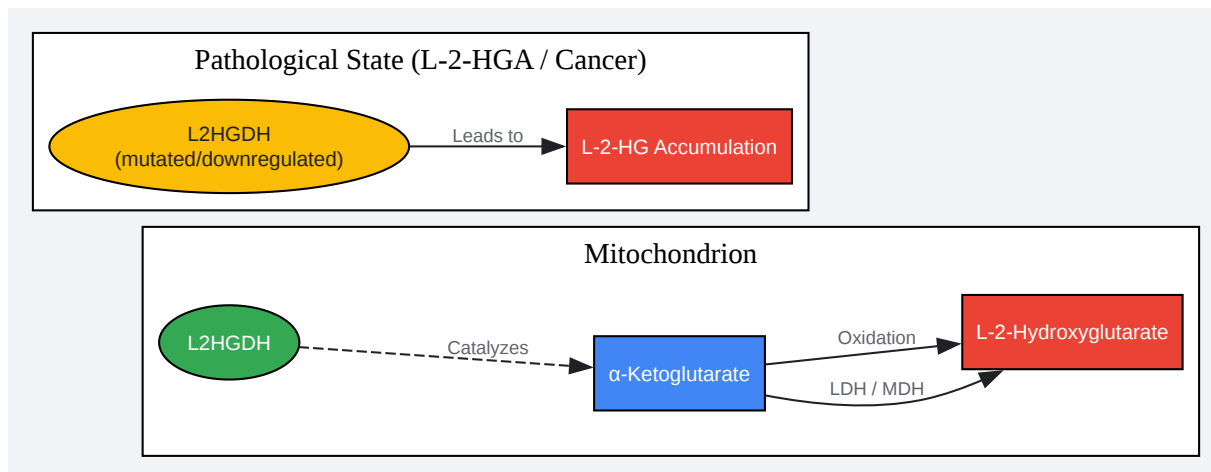 Pathological State (L-2-HGA / Cancer)
L2HGDH
(mutated/downregulated)
Leads to
L-2-HG Accumulation
Mitochondrion
L2HGDH
Catalyzes
α-Ketoglutarate
Oxidation
LDH / MDH
L-2-Hydroxyglutarate